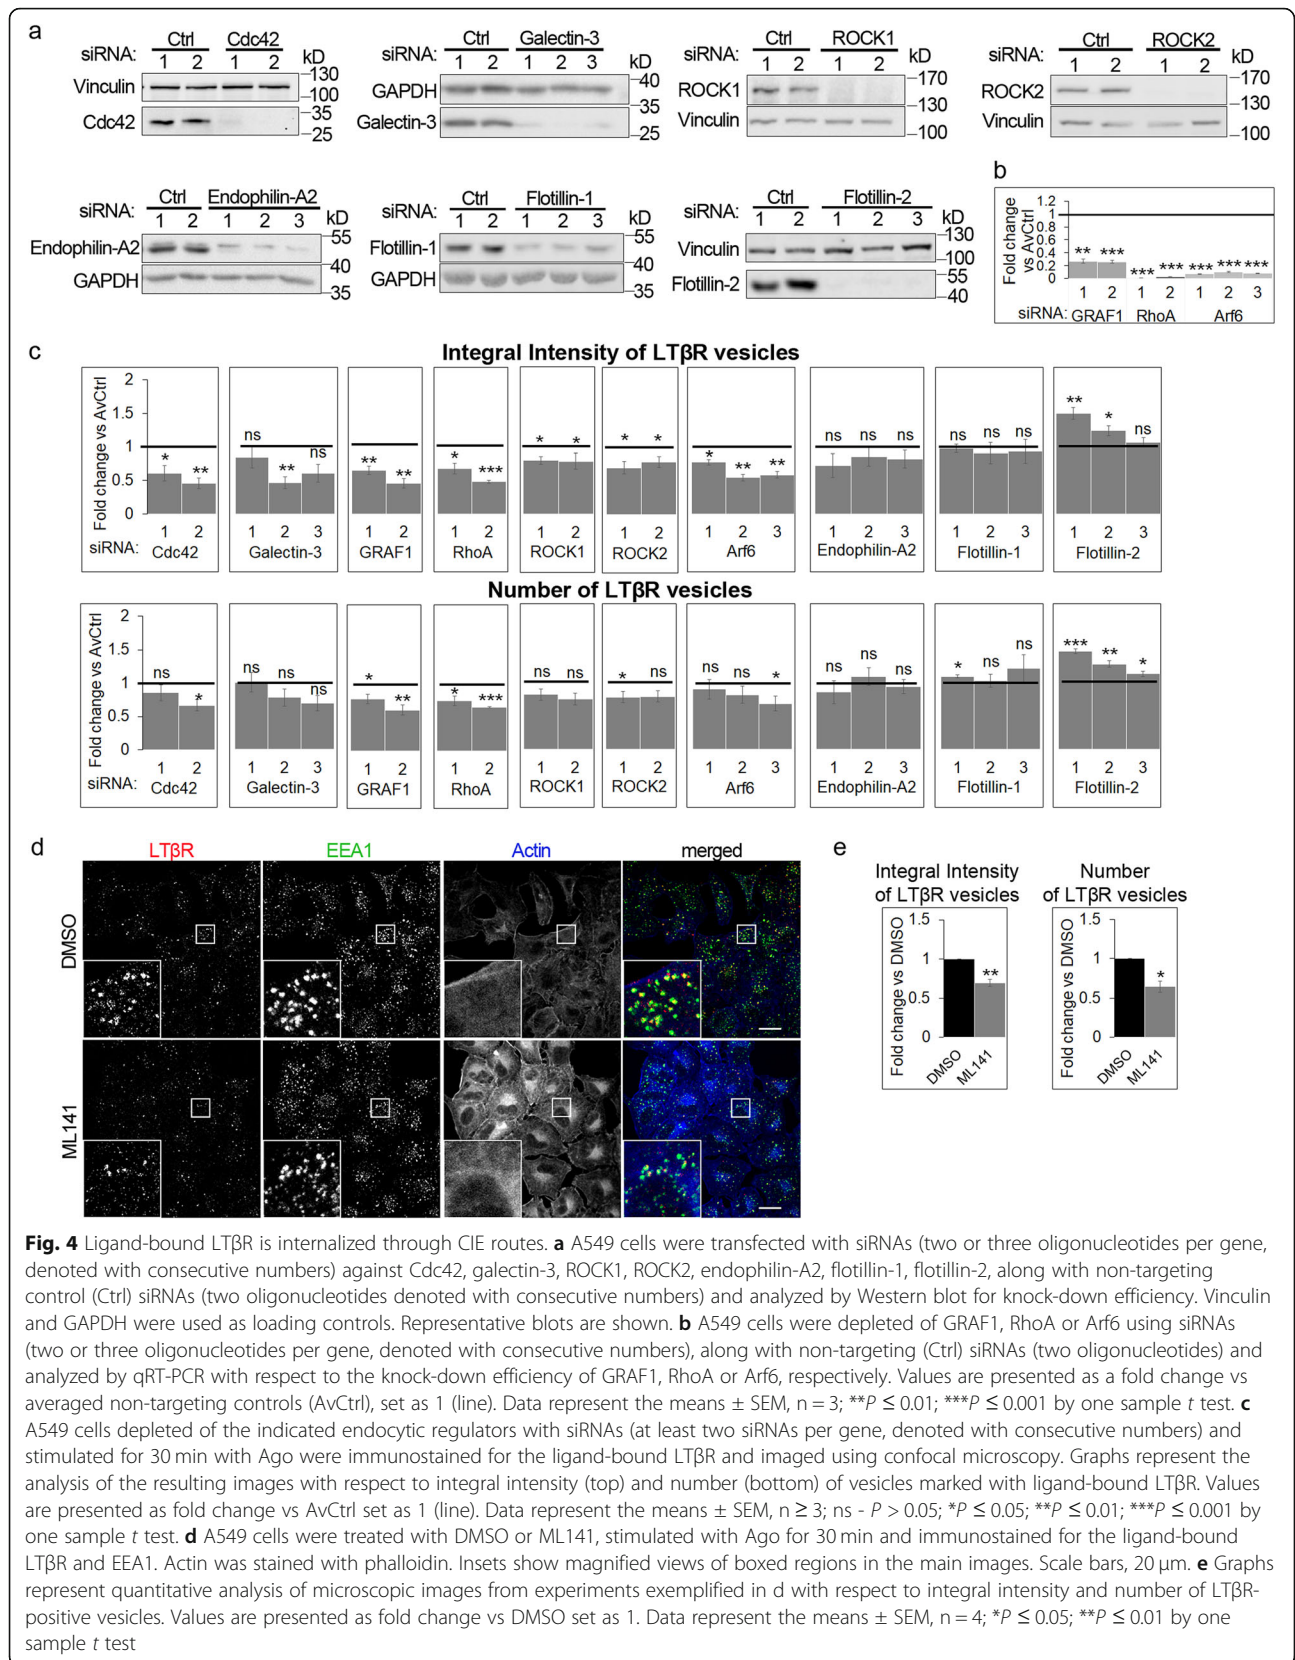 a
siRNA: Ctrl Cdc42 kD
1 2 1 2
Vinculin –130
–100
Cdc42 –35
–25
siRNA: Ctrl Galectin-3 kD
1 2 1 2 3
GAPDH –40
–35
Galectin-3 –35
–25
siRNA: Ctrl ROCK1 kD
1 2 1 2
ROCK1 –170
–130
Vinculin –100
siRNA: Ctrl ROCK2 kD
1 2 1 2
ROCK2 –170
–130
Vinculin –100
siRNA: Ctrl Endophilin-A2 kD
1 2 1 2 3
Endophilin-A2 –55
–40
GAPDH –35
siRNA: Ctrl Flotillin-1 kD
1 2 1 2 3
Flotillin-1 –55
–40
GAPDH –35
siRNA: Ctrl Flotillin-2 kD
1 2 1 2 3
Vinculin –130
–100
Flotillin-2 –55
–40
b
Fold change
vs AvCtrl
1.2
1
0.8
0.6
0.4
0.2
0
** *** *** *** *** *** ***
1 2 1 2 1 2 3
siRNA: GRAF1 RhoA Arf6
c
Integral Intensity of LTβR vesicles
Fold change vs AvCtrl
2
1.5
1
0.5
0
* ** ns ** ns ** ** * *** * * * * * ** ** ns ns ns ns ns ns ** * ns
1 2 1 2 3 1 2 1 2 1 2 1 2 1 2 3 1 2 3 1 2 3 1 2 3
siRNA: Cdc42 Galectin-3 GRAF1 RhoA ROCK1 ROCK2 Arf6 Endophilin-A2 Flotillin-1 Flotillin-2
Number of LTβR vesicles
Fold change vs AvCtrl
2
1.5
1
0.5
0
ns * ns ns ns * ** * *** ns ns * ns ns ns * ns ns ns * ns ns *** ** *
1 2 1 2 3 1 2 1 2 1 2 1 2 1 2 3 1 2 3 1 2 3 1 2 3
siRNA: Cdc42 Galectin-3 GRAF1 RhoA ROCK1 ROCK2 Arf6 Endophilin-A2 Flotillin-1 Flotillin-2
d
LTβR EEA1 Actin merged
DMSO
ML141
e
Integral Intensity
of LTβR vesicles
Fold change vs DMSO
1.5
1
0.5
0
**
DMSO ML141
Number
of LTβR vesicles
Fold change vs DMSO
1.5
1
0.5
0
*
DMSO ML141
Fig. 4 Ligand-bound LTβR is internalized through CIE routes. a A549 cells were transfected with siRNAs (two or three oligonucleotides per gene,
denoted with consecutive numbers) against Cdc42, galectin-3, ROCK1, ROCK2, endophilin-A2, flotillin-1, flotillin-2, along with non-targeting
control (Ctrl) siRNAs (two oligonucleotides denoted with consecutive numbers) and analyzed by Western blot for knock-down efficiency. Vinculin
and GAPDH were used as loading controls. Representative blots are shown. b A549 cells were depleted of GRAF1, RhoA or Arf6 using siRNAs
(two or three oligonucleotides per gene, denoted with consecutive numbers), along with non-targeting (Ctrl) siRNAs (two oligonucleotides) and
analyzed by qRT-PCR with respect to the knock-down efficiency of GRAF1, RhoA or Arf6, respectively. Values are presented as a fold change vs
averaged non-targeting controls (AvCtrl), set as 1 (line). Data represent the means ± SEM, n = 3; **P ≤ 0.01; ***P ≤ 0.001 by one sample t test. c
A549 cells depleted of the indicated endocytic regulators with siRNAs (at least two siRNAs per gene, denoted with consecutive numbers) and
stimulated for 30 min with Ago were immunostained for the ligand-bound LTβR and imaged using confocal microscopy. Graphs represent the
analysis of the resulting images with respect to integral intensity (top) and number (bottom) of vesicles marked with ligand-bound LTβR. Values
are presented as fold change vs AvCtrl set as 1 (line). Data represent the means ± SEM, n ≥ 3; ns - P > 0.05; *P ≤ 0.05; **P ≤ 0.01; ***P ≤ 0.001 by
one sample t test. d A549 cells were treated with DMSO or ML141, stimulated with Ago for 30 min and immunostained for the ligand-bound
LTβR and EEA1. Actin was stained with phalloidin. Insets show magnified views of boxed regions in the main images. Scale bars, 20 μm. e Graphs
represent quantitative analysis of microscopic images from experiments exemplified in d with respect to integral intensity and number of LTβR-
positive vesicles. Values are presented as fold change vs DMSO set as 1. Data represent the means ± SEM, n = 4; *P ≤ 0.05; **P ≤ 0.01 by one
sample t test